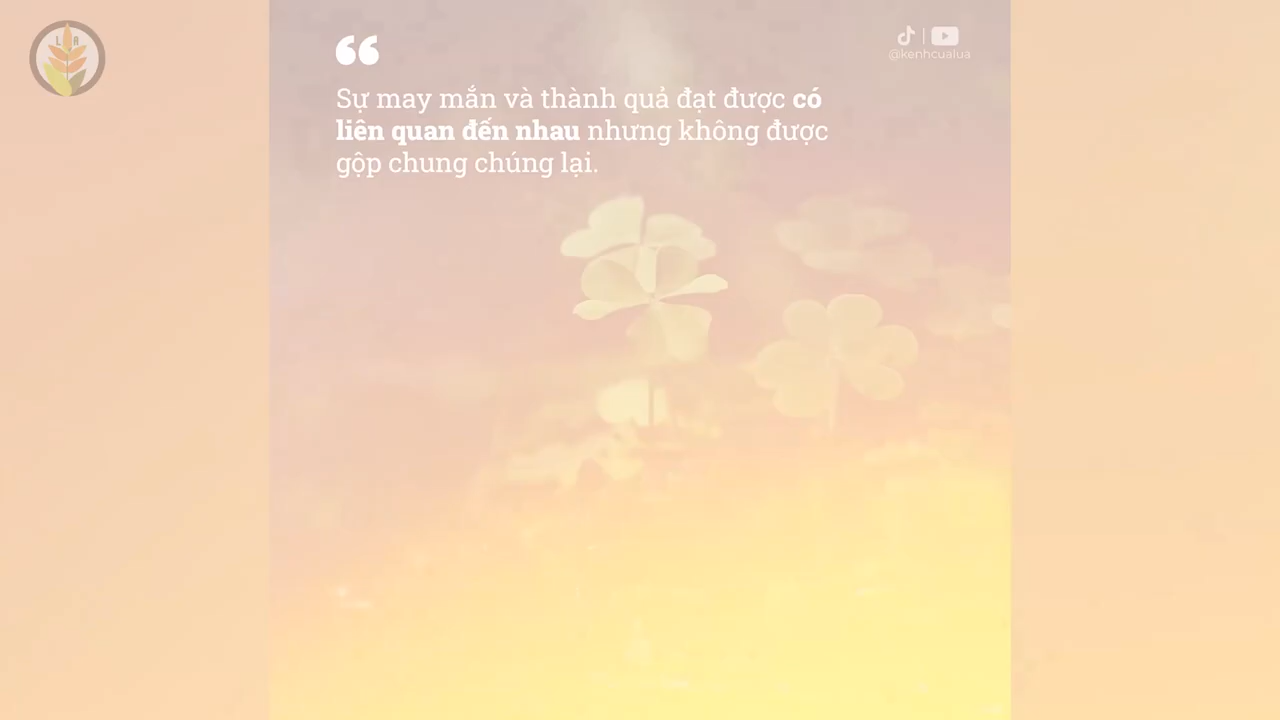 L A
@kenhcualua
Sự may mắn và thành quả đạt được có
liên quan đến nhau nhưng không được
gộp chung chúng lại.